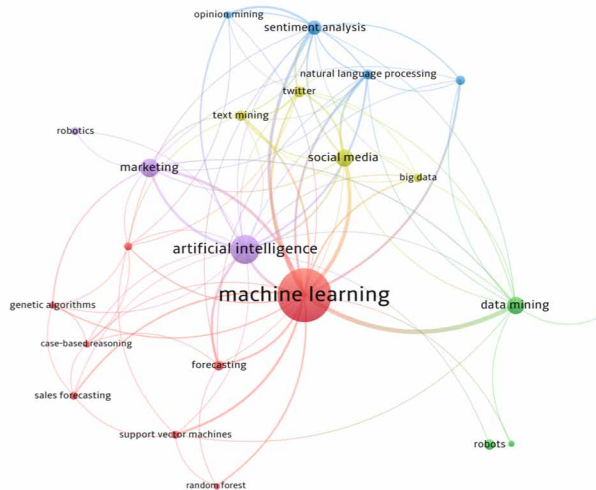 opinion mining
sentiment analysis
natural language processing
twitter
text mining
robotics
social media
marketing
big data
artificial intelligence
machine learning
genetic algorithms
data mining
case-based reasoning
forecasting
sales forecasting
support vector machines
robots
random forest